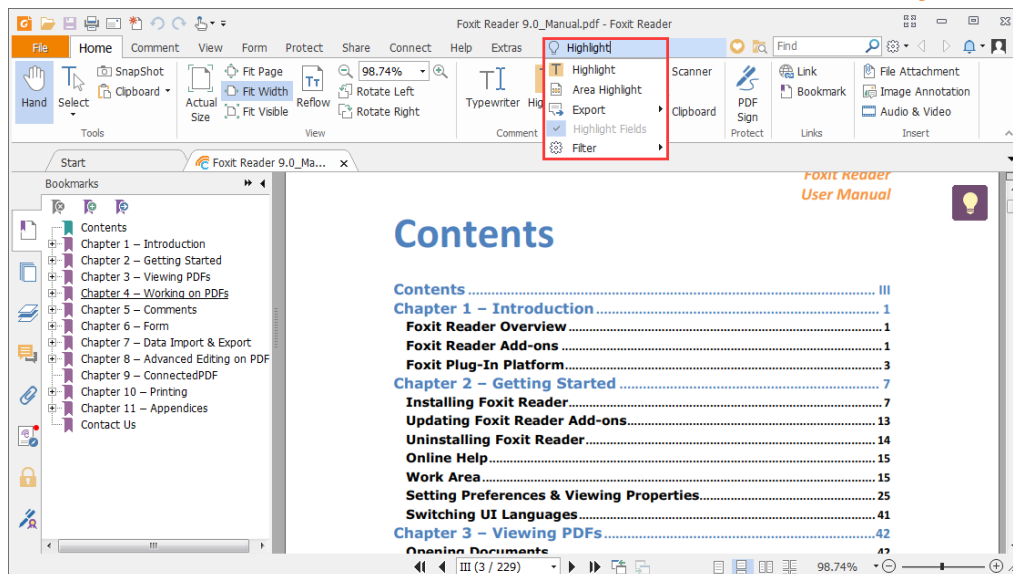 Foxit Reader 9.0_Manual.pdf - Foxit Reader
File Home Comment View Form Protect Share Connect Help Extras Highlight Find
Hand
Select
SnapShot
Clipboard
Tools
Actual Size
Fit Page
Fit Width
Fit Visible
Reflow
98.74%
Rotate Left
Rotate Right
View
Typewriter
Comment
Highlight
Area Highlight
Export
Highlight Fields
Filter
Scanner
Clipboard
PDF Sign
Protect
Link
Bookmark
Links
File Attachment
Image Annotation
Audio & Video
Insert
Start
Foxit Reader 9.0_Ma...
Bookmarks
Contents
Chapter 1 – Introduction
Chapter 2 – Getting Started
Chapter 3 – Viewing PDFs
Chapter 4 – Working on PDFs
Chapter 5 – Comments
Chapter 6 – Form
Chapter 7 – Data Import & Export
Chapter 8 – Advanced Editing on PDF
Chapter 9 – ConnectedPDF
Chapter 10 – Printing
Chapter 11 – Appendices
Contact Us
Foxit Reader
User Manual
Contents
Contents ........ III
Chapter 1 – Introduction ........ 1
Foxit Reader Overview ........ 1
Foxit Reader Add-ons ........ 1
Foxit Plug-In Platform ........ 3
Chapter 2 – Getting Started ........ 7
Installing Foxit Reader ........ 7
Updating Foxit Reader Add-ons ........ 13
Uninstalling Foxit Reader ........ 14
Online Help ........ 15
Work Area ........ 15
Setting Preferences & Viewing Properties ........ 25
Switching UI Languages ........ 41
Chapter 3 – Viewing PDFs ........ 42
Opening Documents ........ 42
III (3 / 229)
98.74%